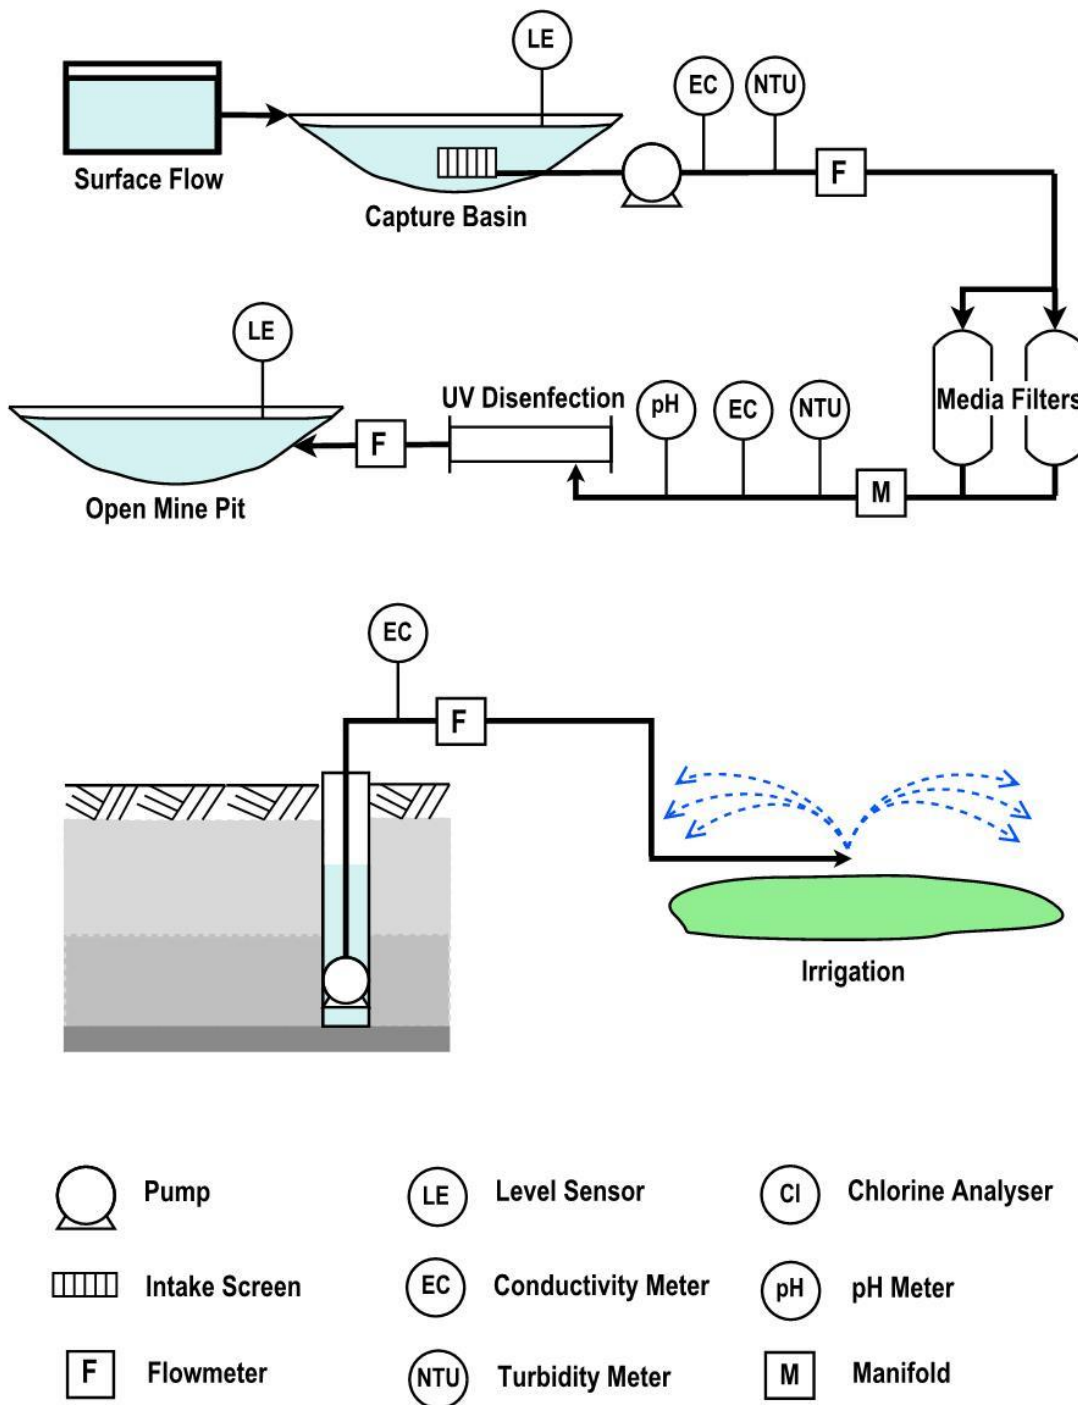 LE
EC
NTU
F
Surface Flow
Capture Basin
LE
UV Disenfection
pH
EC
NTU
Media Filters
F
M
Open Mine Pit
EC
F
Irrigation
Pump
LE
Level Sensor
Cl
Chlorine Analyser
Intake Screen
EC
Conductivity Meter
pH
pH Meter
F
Flowmeter
NTU
Turbidity Meter
M
Manifold